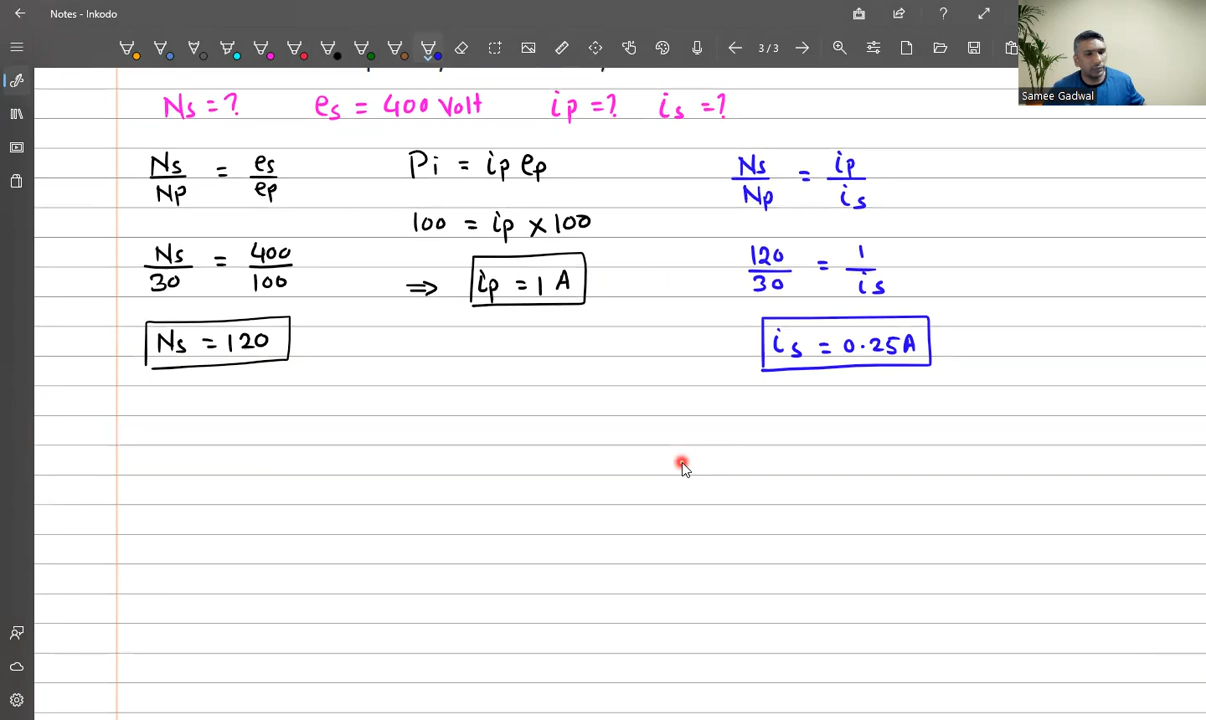 Notes - Inkodo
3/3
Samee Gadwal
Ns = ? es = 400 Volt ip = ? is = ?
Ns/Np = es/ep
Ns/30 = 400/100
Ns = 120
Pi = ip ep
100 = ip × 100
⇒ ip = 1 A
Ns/Np = ip/is
120/30 = 1/is
is = 0.25A